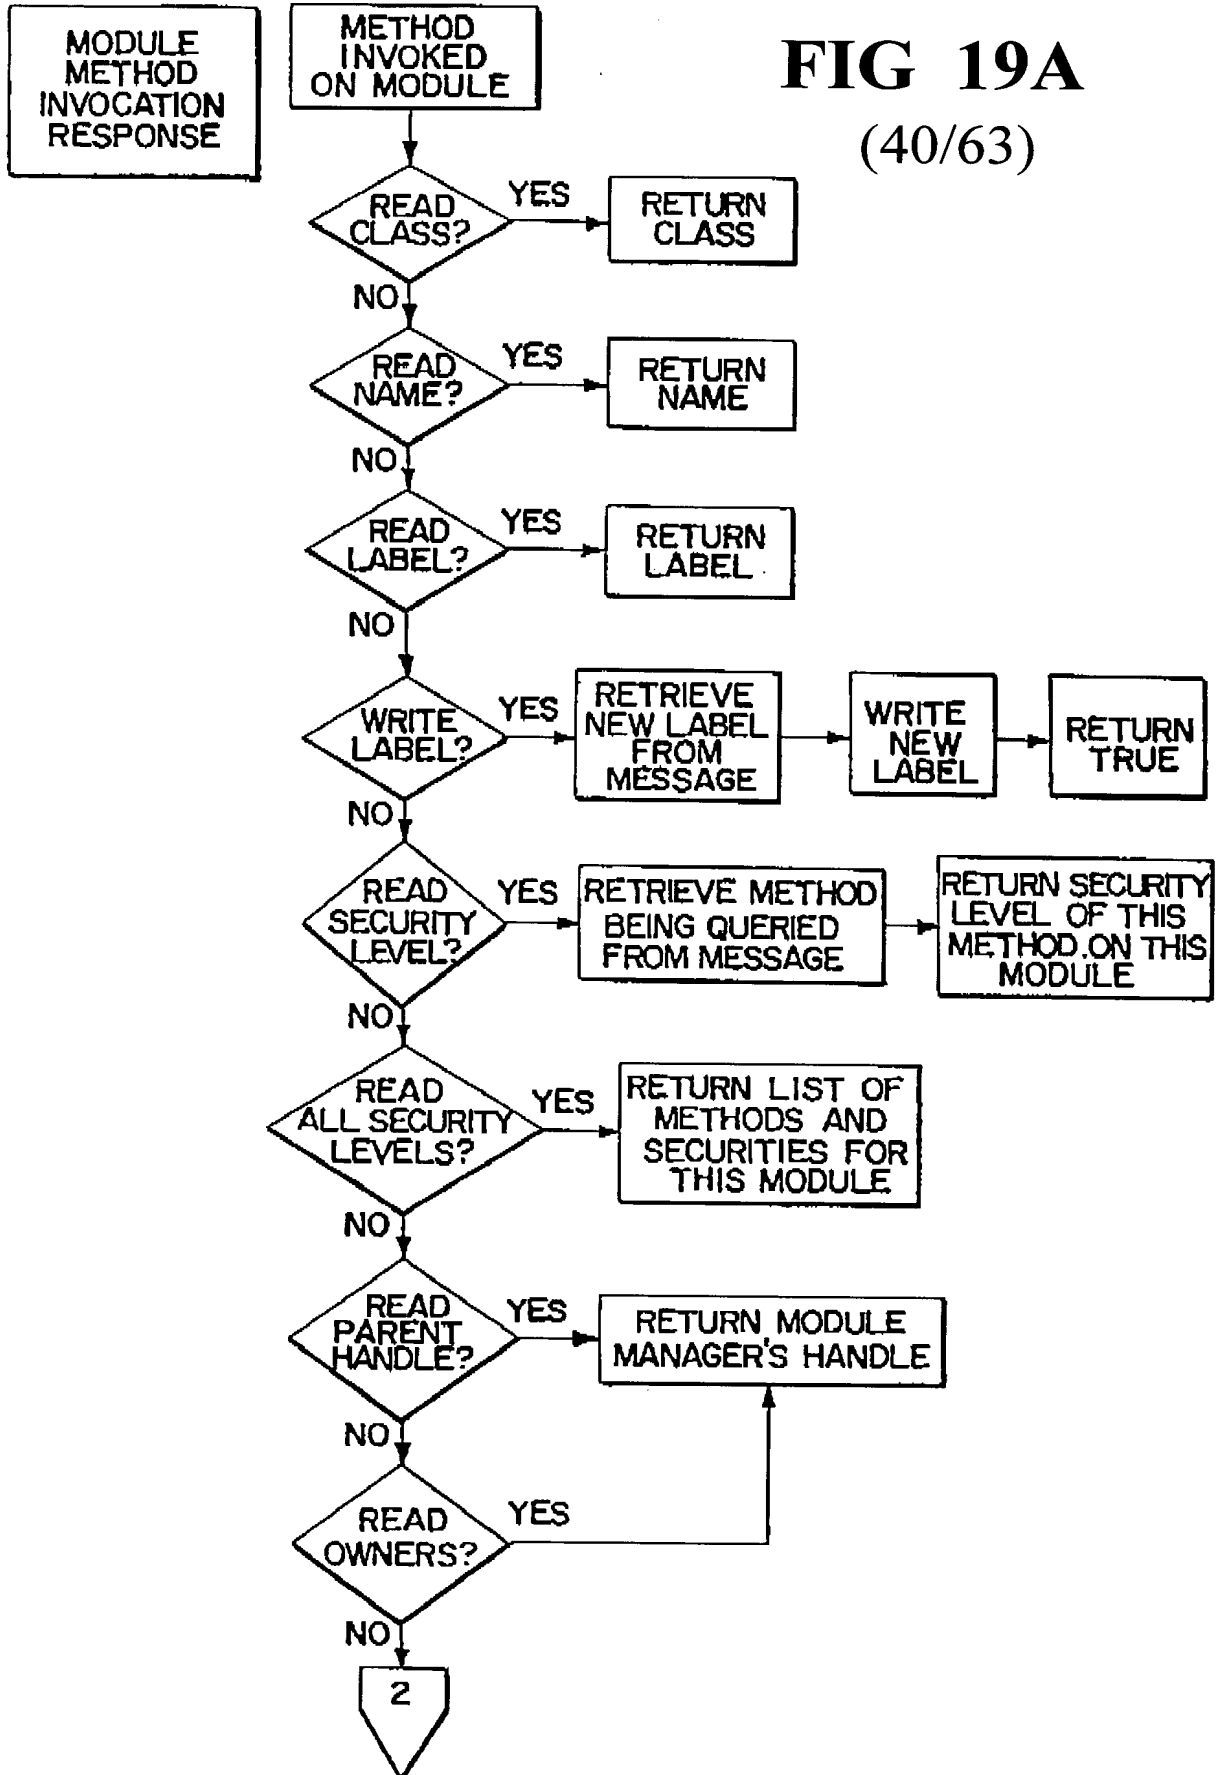 MODULE
METHOD
INVOCATION
RESPONSE
METHOD
INVOKED
ON MODULE
FIG 19A
(40/63)
READ
CLASS?
YES
RETURN
CLASS
NO
READ
NAME?
YES
RETURN
NAME
NO
READ
LABEL?
YES
RETURN
LABEL
NO
WRITE
LABEL?
YES
RETRIEVE
NEW LABEL
FROM
MESSAGE
WRITE
NEW
LABEL
RETURN
TRUE
NO
READ
SECURITY
LEVEL?
YES
RETRIEVE METHOD
BEING QUERIED
FROM MESSAGE
RETURN SECURITY
LEVEL OF THIS
METHOD.ON THIS
MODULE
NO
READ
ALL SECURITY
LEVELS?
YES
RETURN LIST OF
METHODS AND
SECURITIES FOR
THIS MODULE
NO
READ
PARENT
HANDLE?
YES
RETURN MODULE
MANAGER'S HANDLE
NO
READ
OWNERS?
YES
NO
2